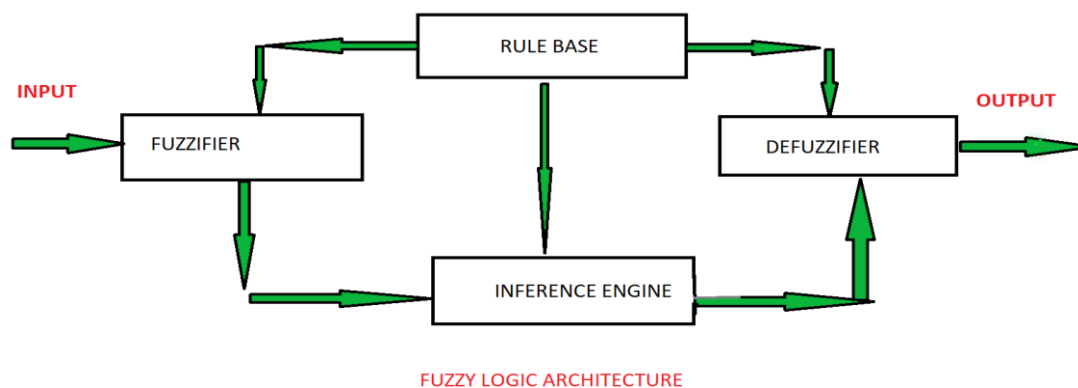 RULE BASE
INPUT
OUTPUT
FUZZIFIER
DEFUZZIFIER
INFERENCE ENGINE
FUZZY LOGIC ARCHITECTURE